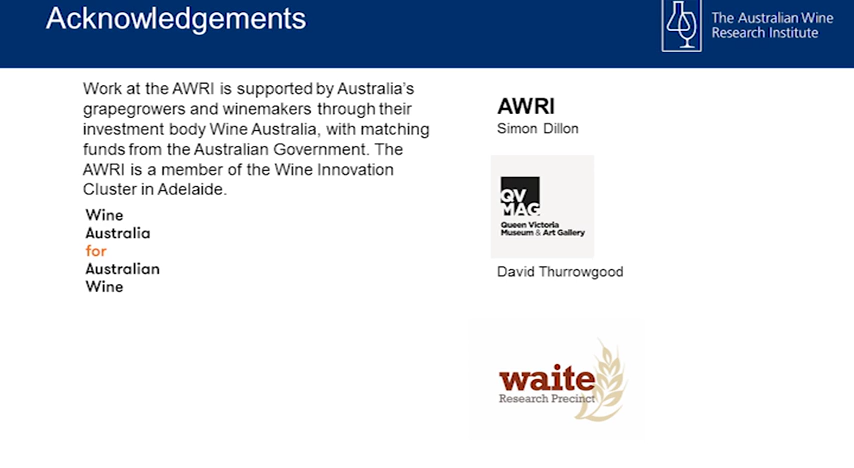 Acknowledgements
The Australian Wine
Research Institute
Work at the AWRI is supported by Australia's
grapegrowers and winemakers through their
investment body Wine Australia, with matching
funds from the Australian Government. The
AWRI is a member of the Wine Innovation
Cluster in Adelaide.
Wine
Australia
for
Australian
Wine
AWRI
Simon Dillon
QV
MAG
Queen Victoria
Museum & Art Gallery
David Thurrowgood
waite
Research Precinct